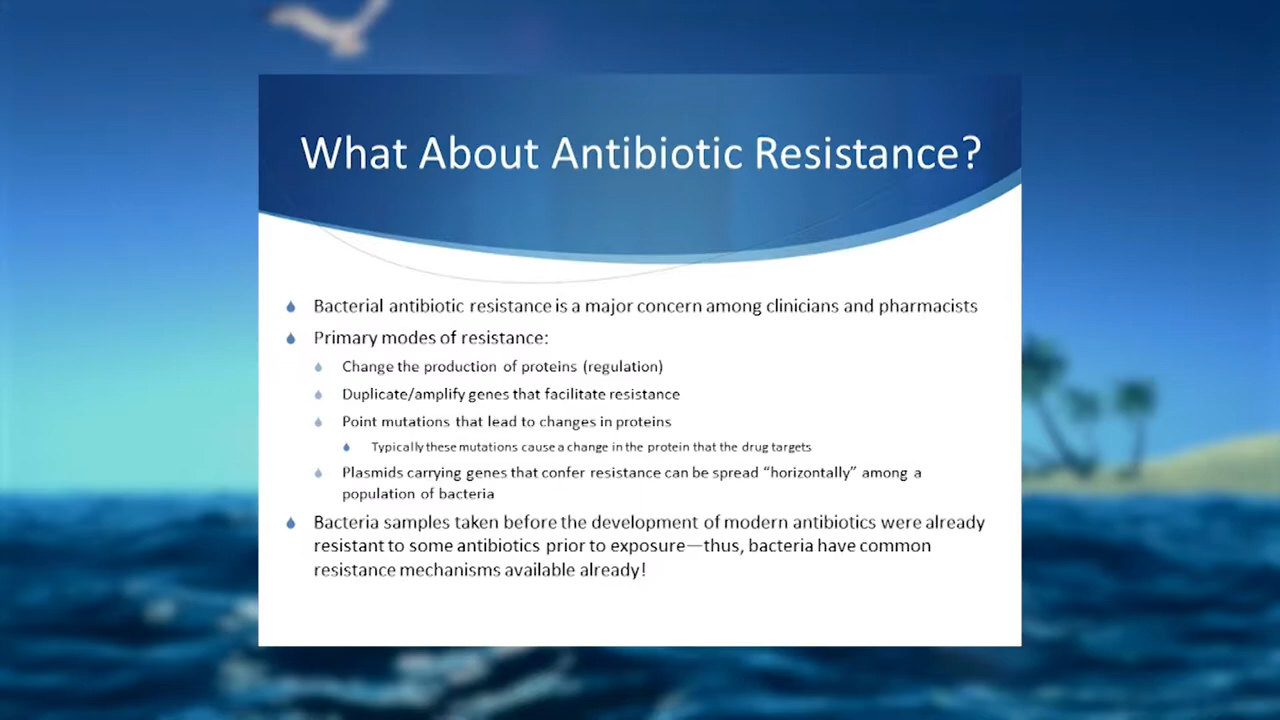 What About Antibiotic Resistance?
Bacterial antibiotic resistance is a major concern among clinicians and pharmacists
Primary modes of resistance:
Change the production of proteins (regulation)
Duplicate/amplify genes that facilitate resistance
Point mutations that lead to changes in proteins
Typically these mutations cause a change in the protein that the drug targets
Plasmids carrying genes that confer resistance can be spread “horizontally” among a
population of bacteria
Bacteria samples taken before the development of modern antibiotics were already
resistant to some antibiotics prior to exposure—thus, bacteria have common
resistance mechanisms available already!